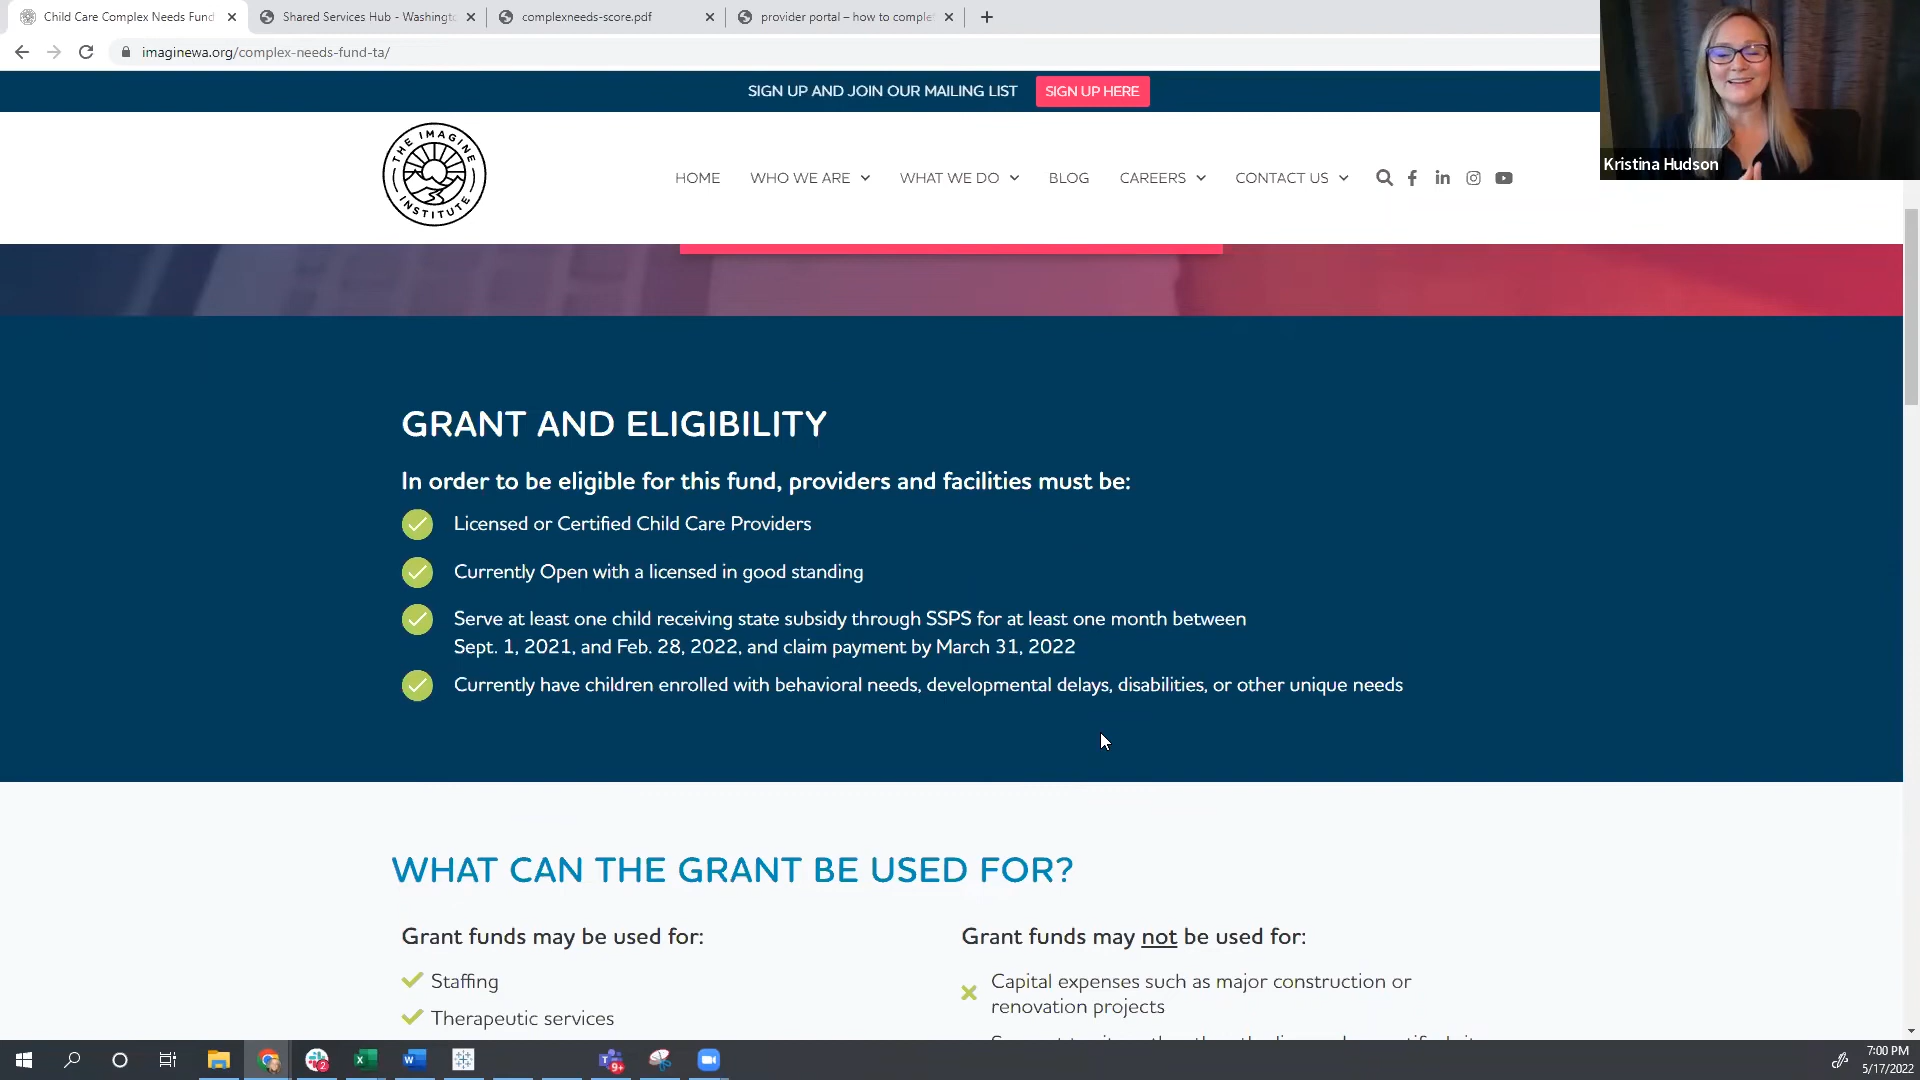 Child Care Complex Needs Fund
Shared Services Hub - Washingto
complexneeds-score.pdf
provider portal – how to comple
imaginewa.org/complex-needs-fund-ta/
SIGN UP AND JOIN OUR MAILING LIST SIGN UP HERE
Kristina Hudson
THE IMAGINE INSTITUTE
HOME WHO WE ARE WHAT WE DO BLOG CAREERS CONTACT US
GRANT AND ELIGIBILITY
In order to be eligible for this fund, providers and facilities must be:
Licensed or Certified Child Care Providers
Currently Open with a licensed in good standing
Serve at least one child receiving state subsidy through SSPS for at least one month between
Sept. 1, 2021, and Feb. 28, 2022, and claim payment by March 31, 2022
Currently have children enrolled with behavioral needs, developmental delays, disabilities, or other unique needs
WHAT CAN THE GRANT BE USED FOR?
Grant funds may be used for:
Staffing
Therapeutic services
Grant funds may not be used for:
Capital expenses such as major construction or
renovation projects
7:00 PM
5/17/2022